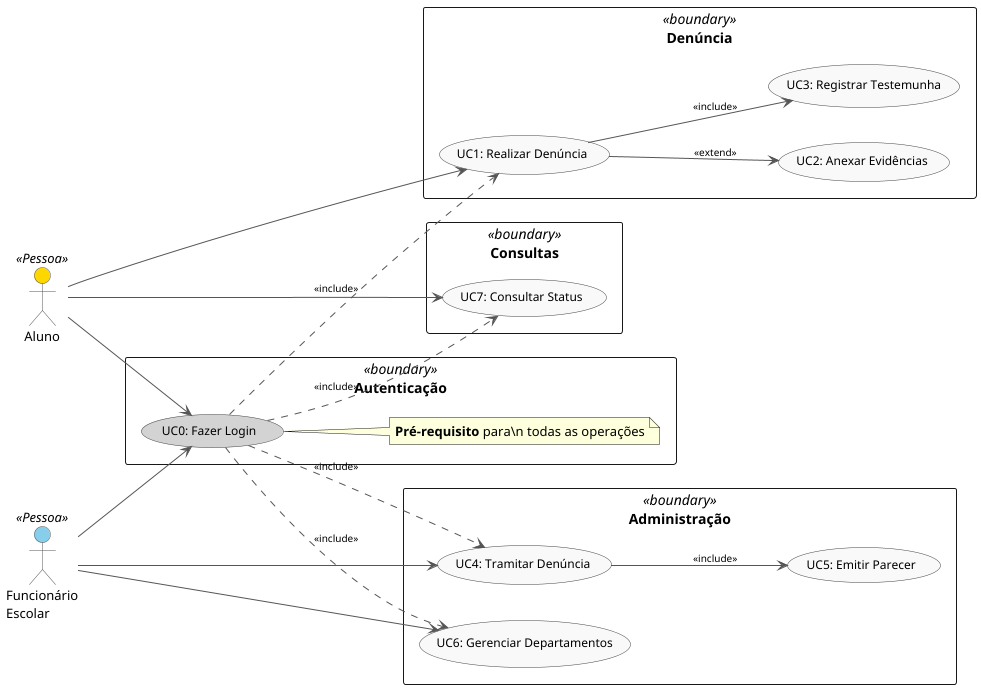 «boundary»
Denúncia
UC3: Registrar Testemunha
«include»
UC1: Realizar Denúncia
«extend»
UC2: Anexar Evidências
«boundary»
Consultas
«Pessoa»
Aluno
«include»
UC7: Consultar Status
«boundary»
Autenticação
«include»
UC0: Fazer Login
Pré-requisito para\n todas as operações
«include»
«boundary»
Administração
«Pessoa»
Funcionário
Escolar
«include»
UC4: Tramitar Denúncia
«include»
UC5: Emitir Parecer
UC6: Gerenciar Departamentos